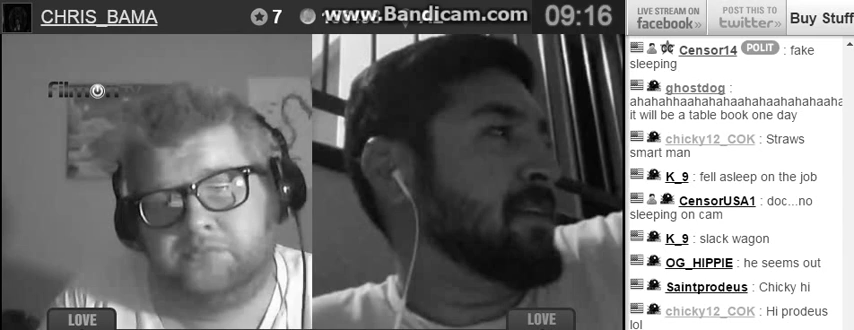 CHRIS_BAMA
7
www.Bandicam.com
09:16
LIVE STREAM ON
facebook»
POST THIS TO
twitter»
Buy Stuff
FilmOn
LOVE
LOVE
Censor14 POLIT : fake
sleeping
ghostdog :
ahahahhaahahahaahahaahahahaaha
it will be a table book one day
chicky12_COK : Straws
smart man
K_9 : fell asleep on the job
CensorUSA1 : doc...no
sleeping on cam
K_9 : slack wagon
OG_HIPPIE : he seems out
Saintprodeus : Chicky hi
chicky12_COK : Hi prodeus
lol